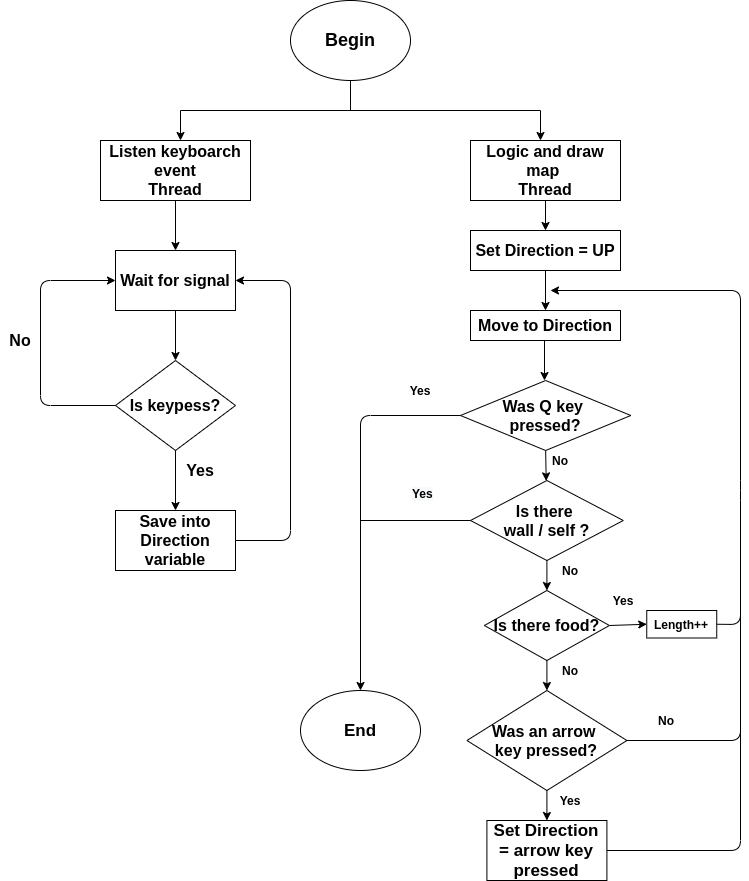 Begin
Listen keyboarch
event
Thread
Wait for signal
No
Is keypess?
Yes
Save into
Direction
variable
Logic and draw
map
Thread
Set Direction = UP
Move to Direction
Yes
Was Q key
pressed?
No
Yes
Is there
wall / self ?
No
Yes
Is there food?
Length++
No
End
Was an arrow
key pressed?
No
Yes
Set Direction
= arrow key
pressed